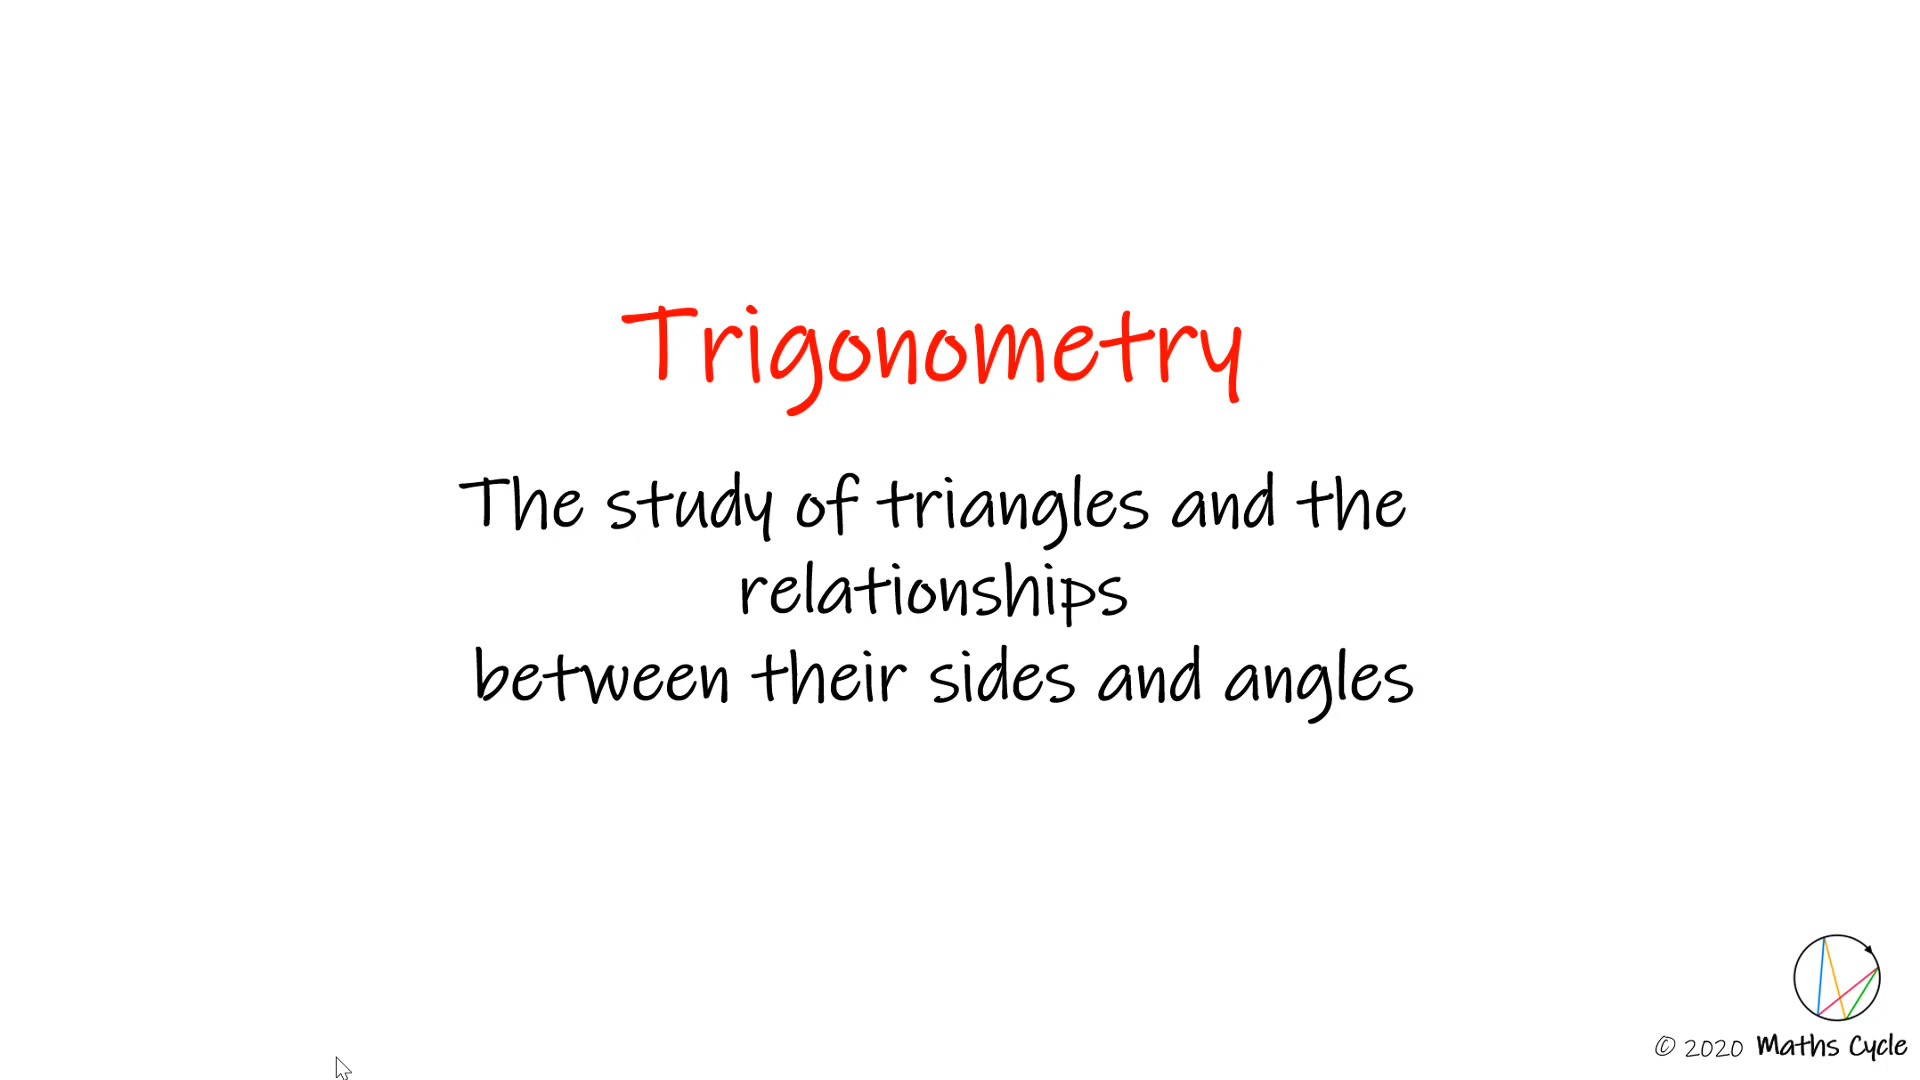 Trigonometry
The study of triangles and the
relationships
between their sides and angles
© 2020 Maths Cycle